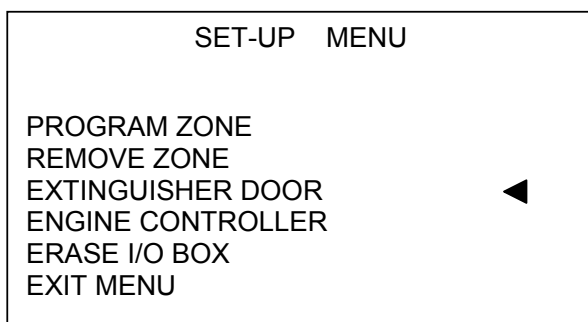 SET-UP MENU
PROGRAM ZONE
REMOVE ZONE
EXTINGUISHER DOOR
ENGINE CONTROLLER
ERASE I/O BOX
EXIT MENU